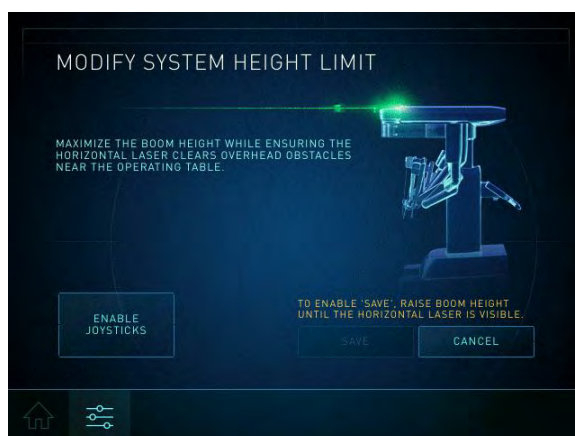 MODIFY SYSTEM HEIGHT LIMIT
MAXIMIZE THE BOOM HEIGHT WHILE ENSURING THE
HORIZONTAL LASER CLEARS OVERHEAD OBSTACLES
NEAR THE OPERATING TABLE.
TO ENABLE 'SAVE', RAISE BOOM HEIGHT
UNTIL THE HORIZONTAL LASER IS VISIBLE.
ENABLE
JOYSTICKS
SAVE
CANCEL